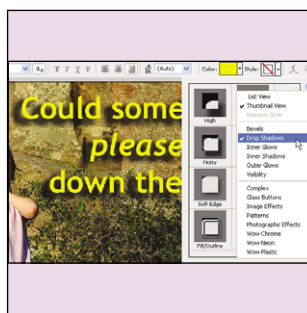 T T T T (Auto) Color: Style:
Could some
please
down the
High
Noisy
Soft Edge
Fill/Outline
List View
Thumbnail View
Remove Style
Bevels
Drop Shadows
Inner Glows
Inner Shadows
Outer Glows
Visibility
Complex
Glass Buttons
Image Effects
Patterns
Photographic Effects
Wow Chrome
Wow Neon
Wow Plastic